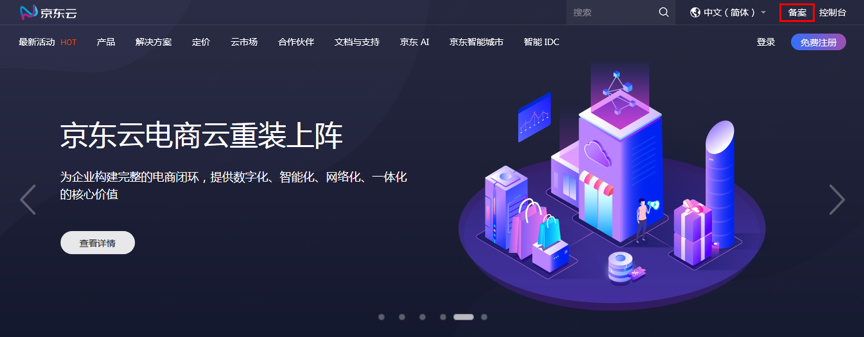 京东云
搜索
中文（简体）
备案
控制台
最新活动 HOT
产品
解决方案
定价
云市场
合作伙伴
文档与支持
京东 AI
京东智能城市
智能 IDC
登录
免费注册
京东云电商云重装上阵
为企业构建完整的电商闭环，提供数字化、智能化、网络化、一体化
的核心价值
查看详情